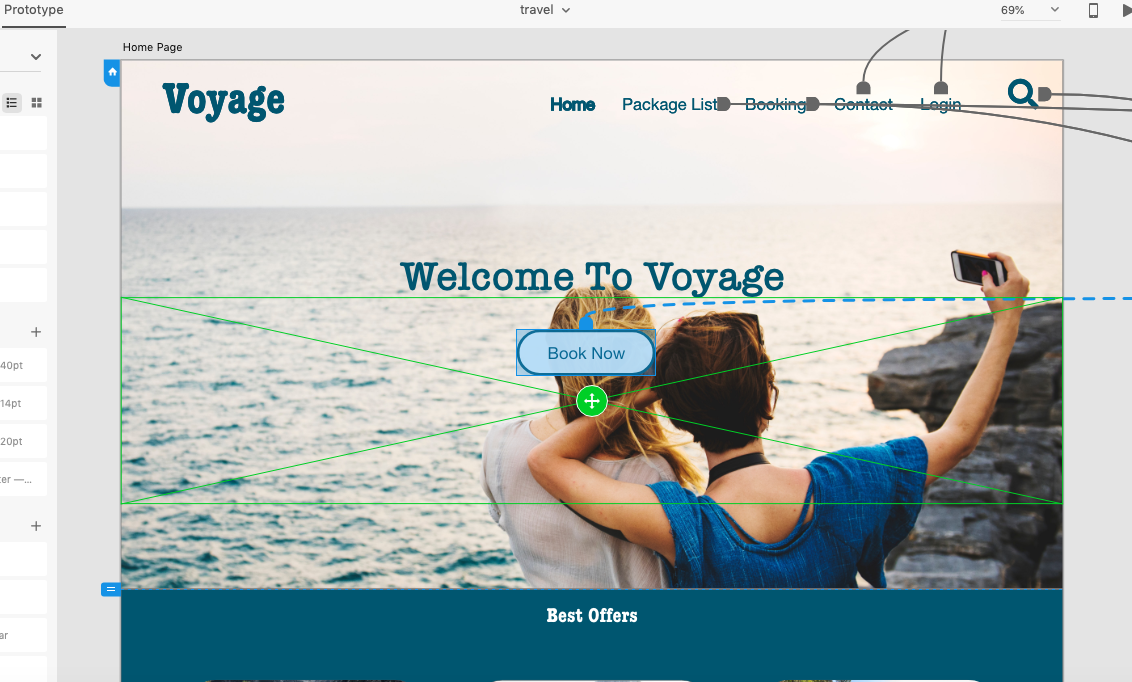 Prototype
travel
69%
Home Page
Voyage
Home Package List Booking Contact Login
Welcome To Voyage
40pt
Book Now
14pt
20pt
ter —...
Best Offers
ar